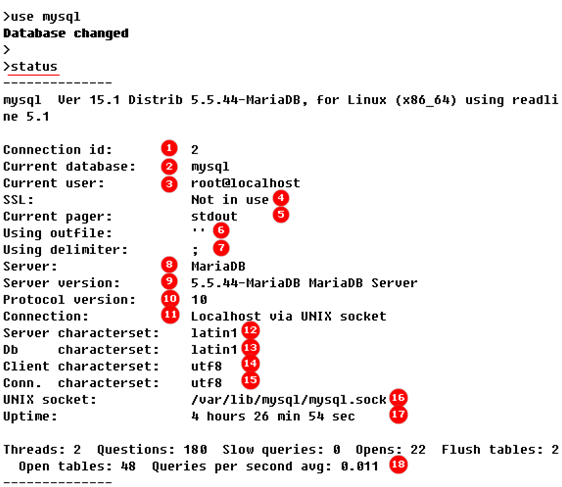 >use mysql
Database changed
>
>status
--------------
mysql  Ver 15.1 Distrib 5.5.44-MariaDB, for Linux (x86_64) using readli
ne 5.1

Connection id: 1 2
Current database: 2 mysql
Current user: 3 root@localhost
SSL: Not in use 4
Current pager: stdout 5
Using outfile: '' 6
Using delimiter: ; 7
Server: 8 MariaDB
Server version: 9 5.5.44-MariaDB MariaDB Server
Protocol version: 10 10
Connection: 11 Localhost via UNIX socket
Server characterset: latin1 12
Db     characterset: latin1 13
Client characterset: utf8 14
Conn.  characterset: utf8 15
UNIX socket: /var/lib/mysql/mysql.sock 16
Uptime: 4 hours 26 min 54 sec 17

Threads: 2  Questions: 180  Slow queries: 0  Opens: 22  Flush tables: 2
  Open tables: 48  Queries per second avg: 0.011 18
--------------